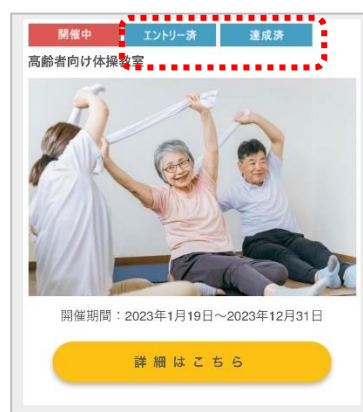 開催中 エントリー済 達成済
高齢者向け体操教室
開催期間：2023年1月19日～2023年12月31日
詳細はこちら